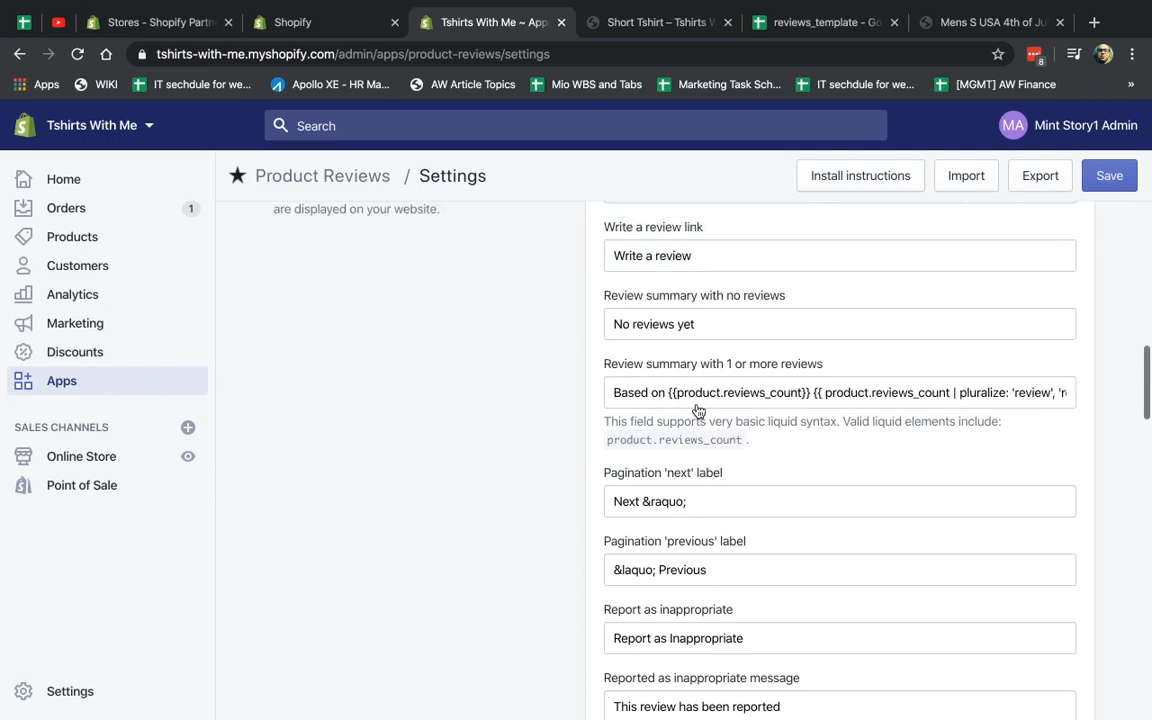 Stores - Shopify Partn
Shopify
Tshirts With Me ~ App
Short Tshirt – Tshirts W
reviews_template - Go
Mens S USA 4th of Ju
tshirts-with-me.myshopify.com/admin/apps/product-reviews/settings
8
Apps
WIKI
IT sechdule for we...
Apollo XE - HR Ma...
AW Article Topics
Mio WBS and Tabs
Marketing Task Sch...
IT sechdule for we...
[MGMT] AW Finance
»
Tshirts With Me
Search
MA
Mint Story1 Admin
Home
Orders
1
Products
Customers
Analytics
Marketing
Discounts
Apps
SALES CHANNELS
Online Store
Point of Sale
Settings
Product Reviews / Settings
Install instructions
Import
Export
Save
are displayed on your website.
Write a review link
Write a review
Review summary with no reviews
No reviews yet
Review summary with 1 or more reviews
Based on {{product.reviews_count}} {{ product.reviews_count | pluralize: 'review', 'r
This field supports very basic liquid syntax. Valid liquid elements include:
product.reviews_count .
Pagination 'next' label
Next &raquo;
Pagination 'previous' label
&laquo; Previous
Report as inappropriate
Report as Inappropriate
Reported as inappropriate message
This review has been reported